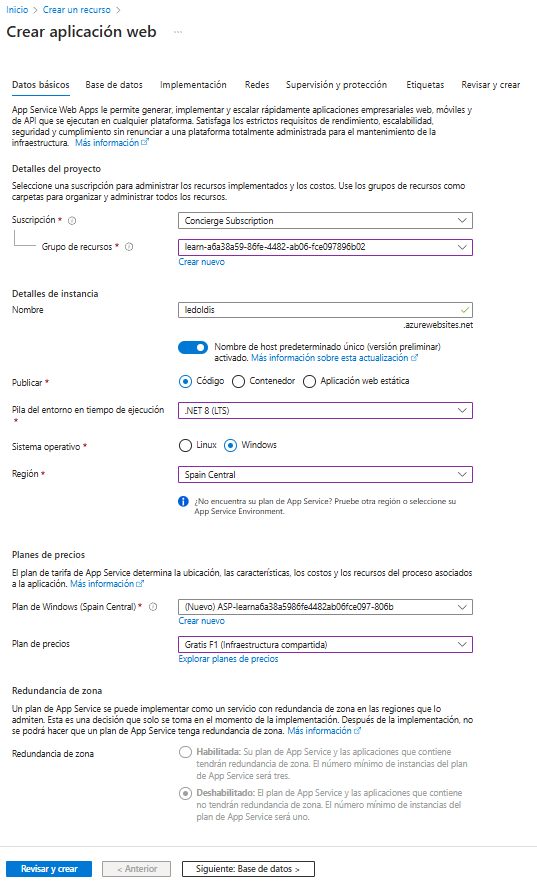 Inicio > Crear un recurso >
Crear aplicación web ...
Datos básicos Base de datos Implementación Redes Supervisión y protección Etiquetas Revisar y crear
App Service Web Apps le permite generar, implementar y escalar rápidamente aplicaciones empresariales web, móviles y
de API que se ejecutan en cualquier plataforma. Satisfaga los estrictos requisitos de rendimiento, escalabilidad,
seguridad y cumplimiento sin renunciar a una plataforma totalmente administrada para el mantenimiento de la
infraestructura. Más información
Detalles del proyecto
Seleccione una suscripción para administrar los recursos implementados y los costos. Use los grupos de recursos como
carpetas para organizar y administrar todos los recursos.
Suscripción * Concierge Subscription
Grupo de recursos * learn-a6a38a59-86fe-4482-ab06-fce097896b02
Crear nuevo
Detalles de instancia
Nombre ledoldis
.azurewebsites.net
Nombre de host predeterminado único (versión preliminar)
activado. Más información sobre esta actualización
Publicar * Código Contenedor Aplicación web estática
Pila del entorno en tiempo de ejecución .NET 8 (LTS)
*
Sistema operativo * Linux Windows
Región * Spain Central
¿No encuentra su plan de App Service? Pruebe otra región o seleccione su
App Service Environment.
Planes de precios
El plan de tarifa de App Service determina la ubicación, las características, los costos y los recursos del proceso asociados
a la aplicación. Más información
Plan de Windows (Spain Central) * (Nuevo) ASP-learna6a38a5986fe4482ab06fce097-806b
Crear nuevo
Plan de precios Gratis F1 (Infraestructura compartida)
Explorar planes de precios
Redundancia de zona
Un plan de App Service se puede implementar como un servicio con redundancia de zona en las regiones que lo
admiten. Esta es una decisión que solo se toma en el momento de la implementación. Después de la implementación, no
se podrá hacer que un plan de App Service tenga redundancia de zona. Más información
Redundancia de zona Habilitada: Su plan de App Service y las aplicaciones que contiene
tendrán redundancia de zona. El número mínimo de instancias del plan
de App Service será tres.
Deshabilitado: El plan de App Service y las aplicaciones que contiene
no tendrán redundancia de zona. El número mínimo de instancias del
plan de App Service será uno.
Revisar y crear < Anterior Siguiente: Base de datos >